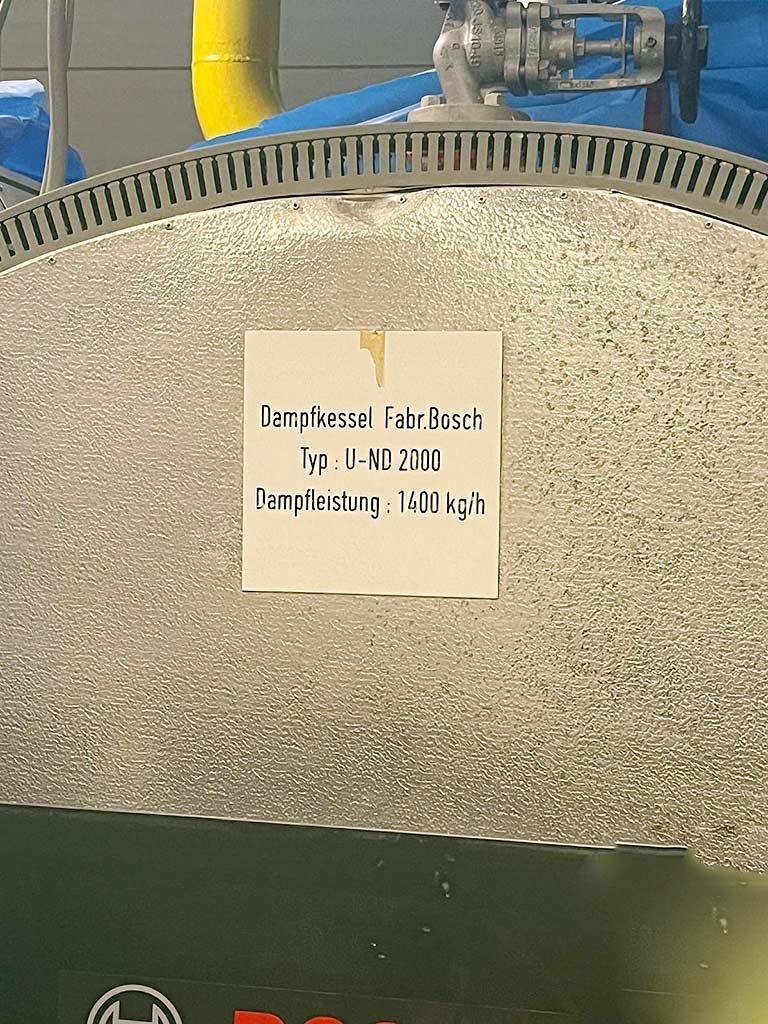 Dampfkessel Fabr.Bosch
Typ : U-ND 2000
Dampfleistung : 1400 kg/h